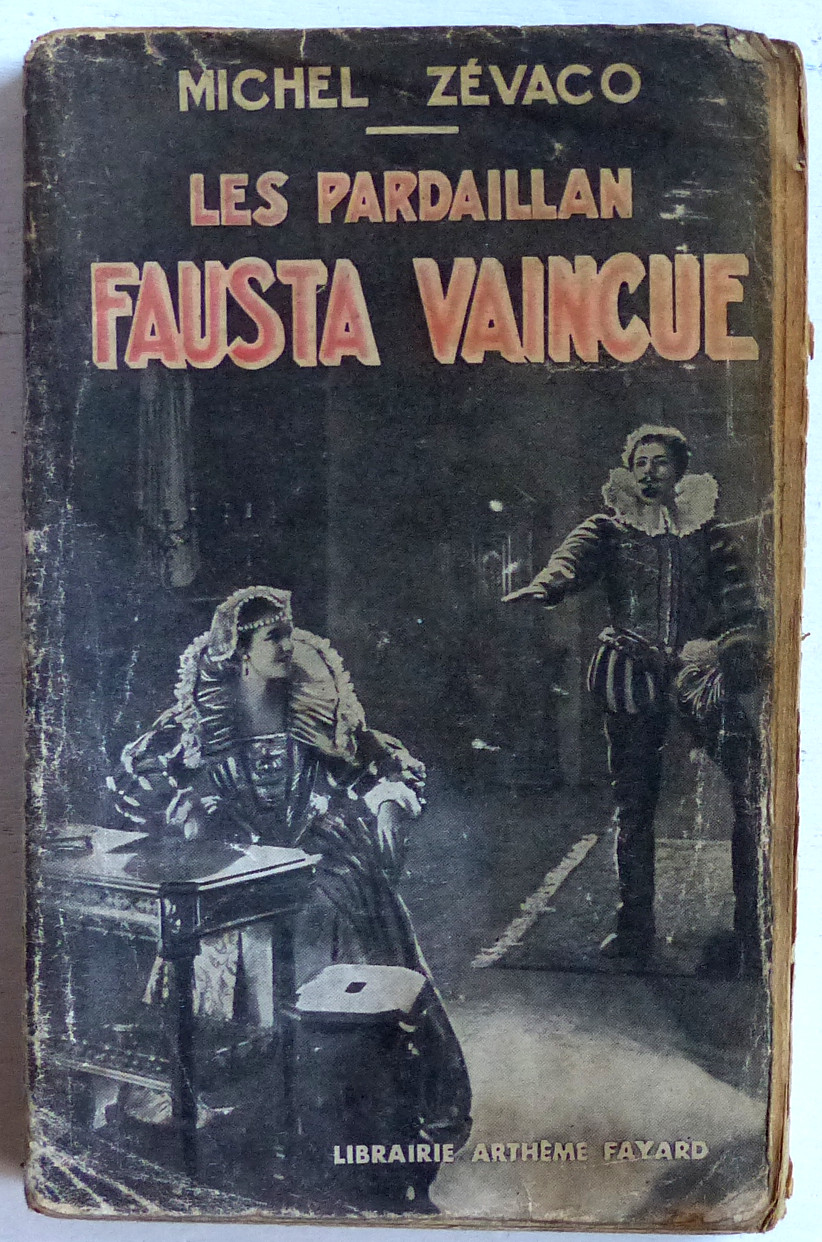 MICHEL ZÉVACO
LES PARDAILLAN
FAUSTA VAINCUE
LIBRAIRIE ARTHÈME FAYARD